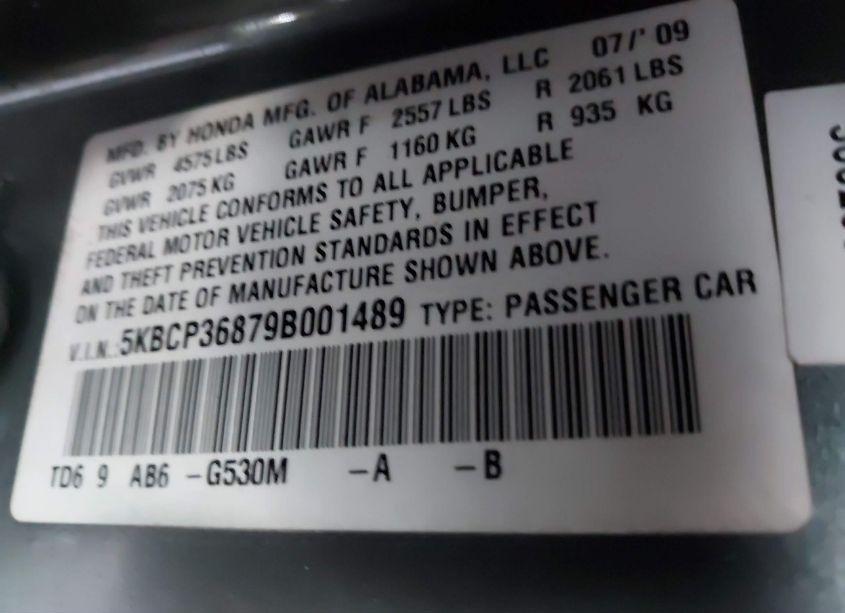 MFD. BY HONDA MFG. OF ALABAMA, LLC 07/' 09
GVWR 4575LBS GAWR F 2557 LBS R 2061 LBS
GVWR 2075 KG GAWR F 1160 KG R 935 KG
THIS VEHICLE CONFORMS TO ALL APPLICABLE
FEDERAL MOTOR VEHICLE SAFETY, BUMPER,
AND THEFT PREVENTION STANDARDS IN EFFECT
ON THE DATE OF MANUFACTURE SHOWN ABOVE.
V.I.N.:5KBCP36879B001489 TYPE: PASSENGER CAR
TD6 9 AB6 -G530M -A -B